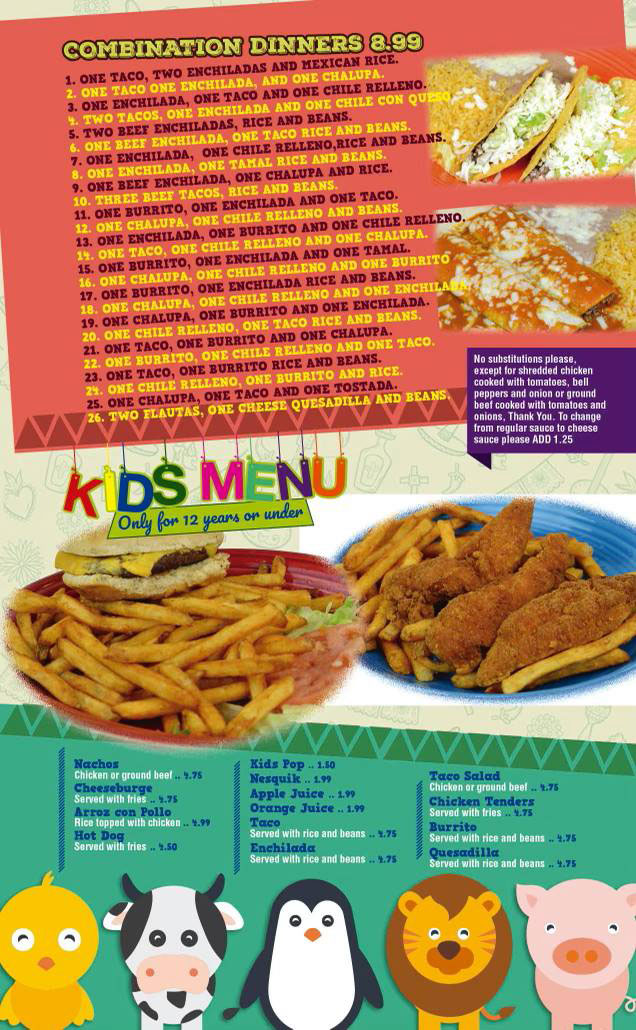 COMBINATION DINNERS 8.99
1. ONE TACO, TWO ENCHILADAS AND MEXICAN RICE.
2. ONE TACO ONE ENCHILADA, AND ONE CHALUPA.
3. ONE ENCHILADA, ONE TACO AND ONE CHILE RELLENO.
4. TWO TACOS, ONE ENCHILADA AND ONE CHILE CON QUESO.
5. TWO BEEF ENCHILADAS, RICE AND BEANS.
6. ONE BEEF ENCHILADA, ONE TACO RICE AND BEANS.
7. ONE ENCHILADA, ONE CHILE RELLENO,RICE AND BEANS.
8. ONE ENCHILADA, ONE TAMAL RICE AND BEANS.
9. ONE BEEF ENCHILADA, ONE CHALUPA AND RICE.
10. THREE BEEF TACOS, RICE AND BEANS.
11. ONE BURRITO, ONE ENCHILADA AND ONE TACO.
12. ONE CHALUPA, ONE CHILE RELLENO AND BEANS.
13. ONE ENCHILADA, ONE BURRITO AND ONE CHILE RELLENO.
14. ONE TACO, ONE CHILE RELLENO AND ONE CHALUPA.
15. ONE BURRITO, ONE ENCHILADA AND ONE TAMAL.
16. ONE CHALUPA, ONE CHILE RELLENO AND ONE BURRITO
17. ONE BURRITO, ONE ENCHILADA RICE AND BEANS.
18. ONE CHALUPA, ONE CHILE RELLENO AND ONE ENCHILADA.
19. ONE CHALUPA, ONE BURRITO AND ONE ENCHILADA.
20. ONE CHILE RELLENO, ONE TACO RICE AND BEANS.
21. ONE TACO, ONE BURRITO AND ONE CHALUPA.
22. ONE BURRITO, ONE CHILE RELLENO AND ONE TACO.
23. ONE TACO, ONE BURRITO RICE AND BEANS.
24. ONE CHILE RELLENO, ONE BURRITO AND RICE.
25. ONE CHALUPA, ONE TACO AND ONE TOSTADA.
26. TWO FLAUTAS, ONE CHEESE QUESADILLA AND BEANS.
No substitutions please,
except for shredded chicken
cooked with tomatoes, bell
peppers and onion or ground
beef cooked with tomatoes and
onions, Thank You. To change
from regular sauce to cheese
sauce please ADD 1.25
KIDS MENU
Only for 12 years or under
Nachos
Chicken or ground beef .. 4.75
Cheeseburge
Served with fries .. 4.75
Arroz con Pollo
Rice topped with chicken .. 4.99
Hot Dog
Served with fries .. 4.50
Kids Pop .. 1.50
Nesquik .. 1.99
Apple Juice .. 1.99
Orange Juice .. 1.99
Taco
Served with rice and beans .. 4.75
Enchilada
Served with rice and beans .. 4.75
Taco Salad
Chicken or ground beef .. 4.75
Chicken Tenders
Served with fries .. 4.75
Burrito
Served with rice and beans .. 4.75
Quesadilla
Served with rice and beans .. 4.75